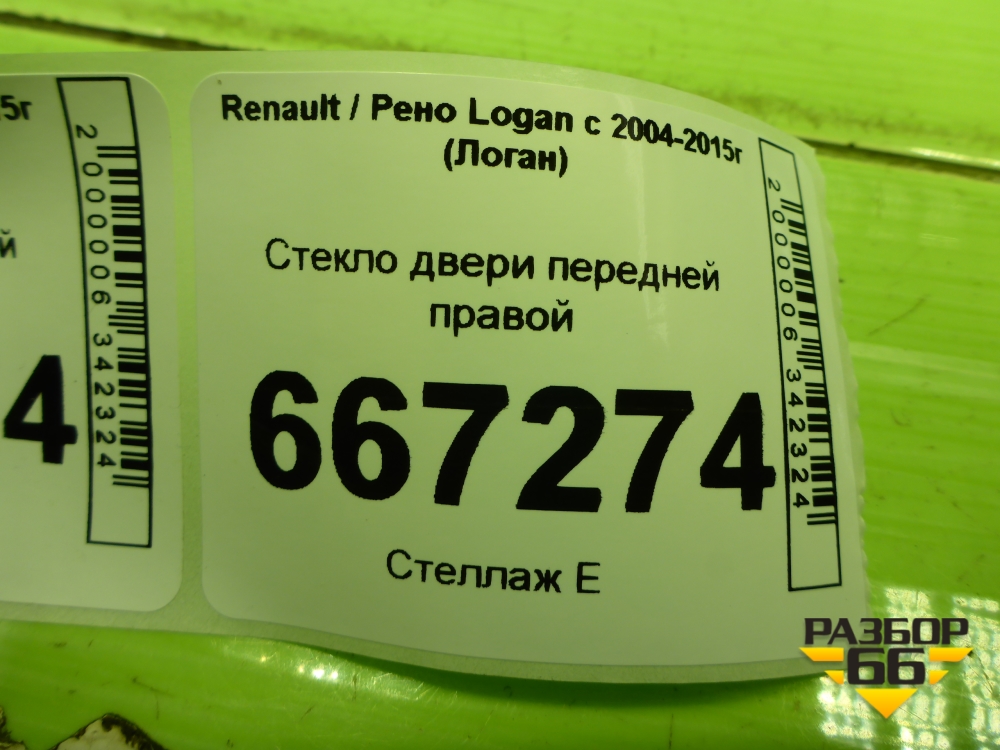 5г
й
4
2000006342324
Renault / Рено Logan с 2004-2015г
(Логан)
Стекло двери передней
правой
667274
Стеллаж Е
2000006342324
РАЗБОР
66